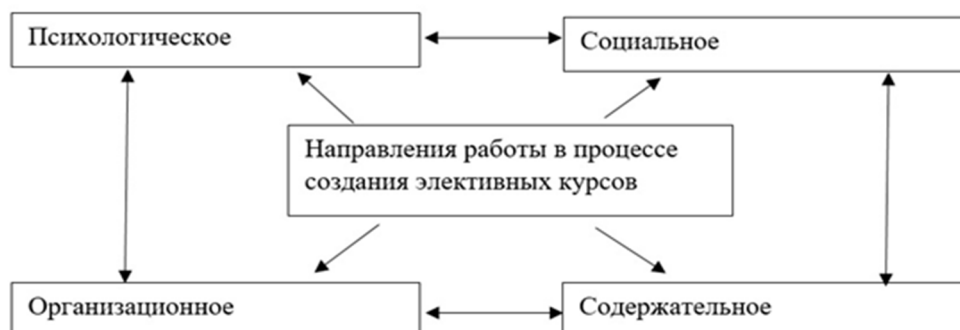 Психологическое
Социальное
Направления работы в процессе
создания элективных курсов
Организационное
Содержательное